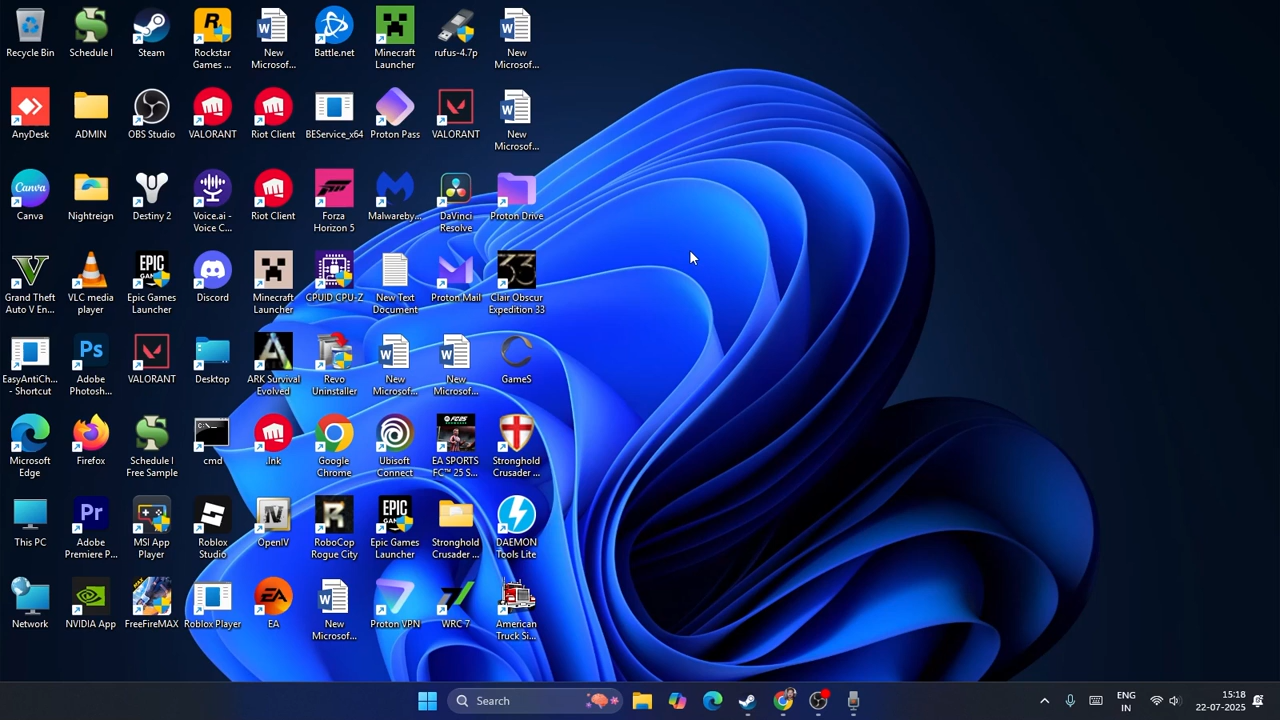 Recycle Bin
Schedule I
Steam
Rockstar
Games ...
New
Microsof...
Battle.net
Minecraft
Launcher
rufus-4.7p
New
Microsof...
AnyDesk
ADMIN
OBS Studio
VALORANT
Riot Client
BEService_x64
Proton Pass
VALORANT
New
Microsof...
Canva
Nightreign
Destiny 2
Voice.ai -
Voice C...
Riot Client
Forza
Horizon 5
Malwareby...
DaVinci
Resolve
Proton Drive
Grand Theft
Auto V En...
VLC media
player
Epic Games
Launcher
Discord
Minecraft
Launcher
CPUID CPU-Z
New Text
Document
Proton Mail
Clair Obscur
Expedition 33
EasyAntiCh...
- Shortcut
Adobe
Photosh...
VALORANT
Desktop
ARK Survival
Evolved
Revo
Uninstaller
New
Microsof...
New
Microsof...
GameS
Microsoft
Edge
Firefox
Schedule I
Free Sample
cmd
.lnk
Google
Chrome
Ubisoft
Connect
EA SPORTS
FC™ 25 S...
Stronghold
Crusader ...
This PC
Adobe
Premiere P...
MSI App
Player
Roblox
Studio
OpenIV
RoboCop
Rogue City
Epic Games
Launcher
Stronghold
Crusader ...
DAEMON
Tools Lite
Network
NVIDIA App
FreeFireMAX
Roblox Player
EA
New
Microsof...
Proton VPN
WRC 7
American
Truck Si...
Search
ENG
IN
15:18
22-07-2025